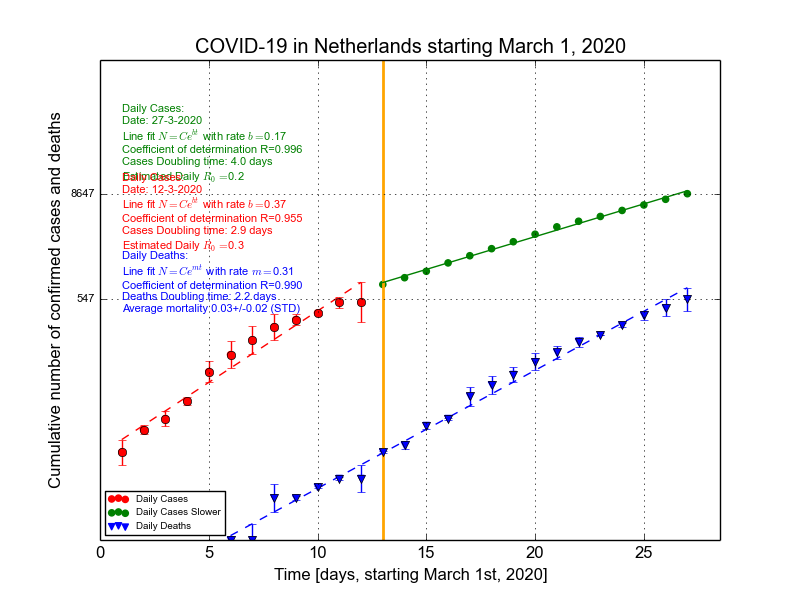 COVID-19 in Netherlands starting March 1, 2020
Cumulative number of confirmed cases and deaths
8647
547
Daily Cases:
Date: 27-3-2020
Line fit N = Ce^{bt} with rate b =0.17
Coefficient of determination R=0.996
Cases Doubling time: 4.0 days
Estimated Daily R_0 =0.2
Daily Cases:
Date: 12-3-2020
Line fit N = Ce^{bt} with rate b =0.37
Coefficient of determination R=0.955
Cases Doubling time: 2.9 days
Estimated Daily R_0 =0.3
Daily Deaths:
Line fit N = Ce^{mt} with rate m =0.31
Coefficient of determination R=0.990
Deaths Doubling time: 2.2 days
Average mortality:0.03+/-0.02 (STD)
Daily Cases
Daily Cases Slower
Daily Deaths
0 5 10 15 20 25
Time [days, starting March 1st, 2020]